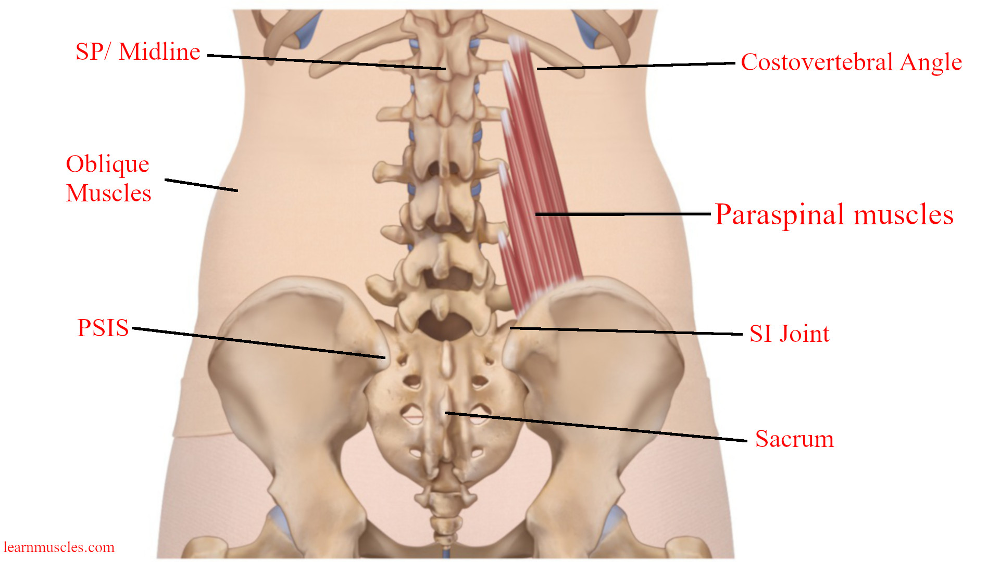 SP/ Midline
Costovertebral Angle
Oblique
Muscles
Paraspinal muscles
PSIS
SI Joint
Sacrum
learnmuscles.com